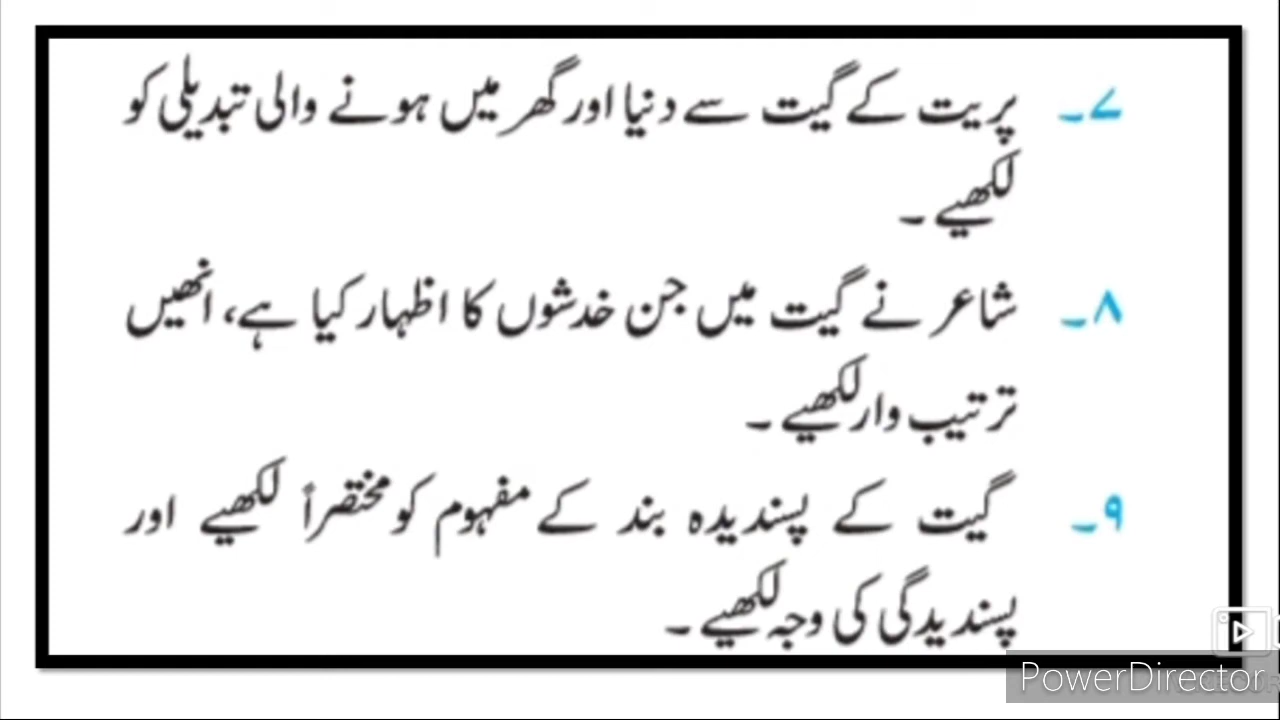 ۷۔ پریت کے گیت سے دنیا اور گھر میں ہونے والی تبدیلی کو
لکھیے۔
۸۔ شاعر نے گیت میں جن خدشوں کا اظہار کیا ہے، انھیں
ترتیب وار لکھیے۔
۹۔ گیت کے پسندیدہ بند کے مفہوم کو مختصراً لکھیے اور
پسندیدگی کی وجہ لکھیے۔
PowerDirector